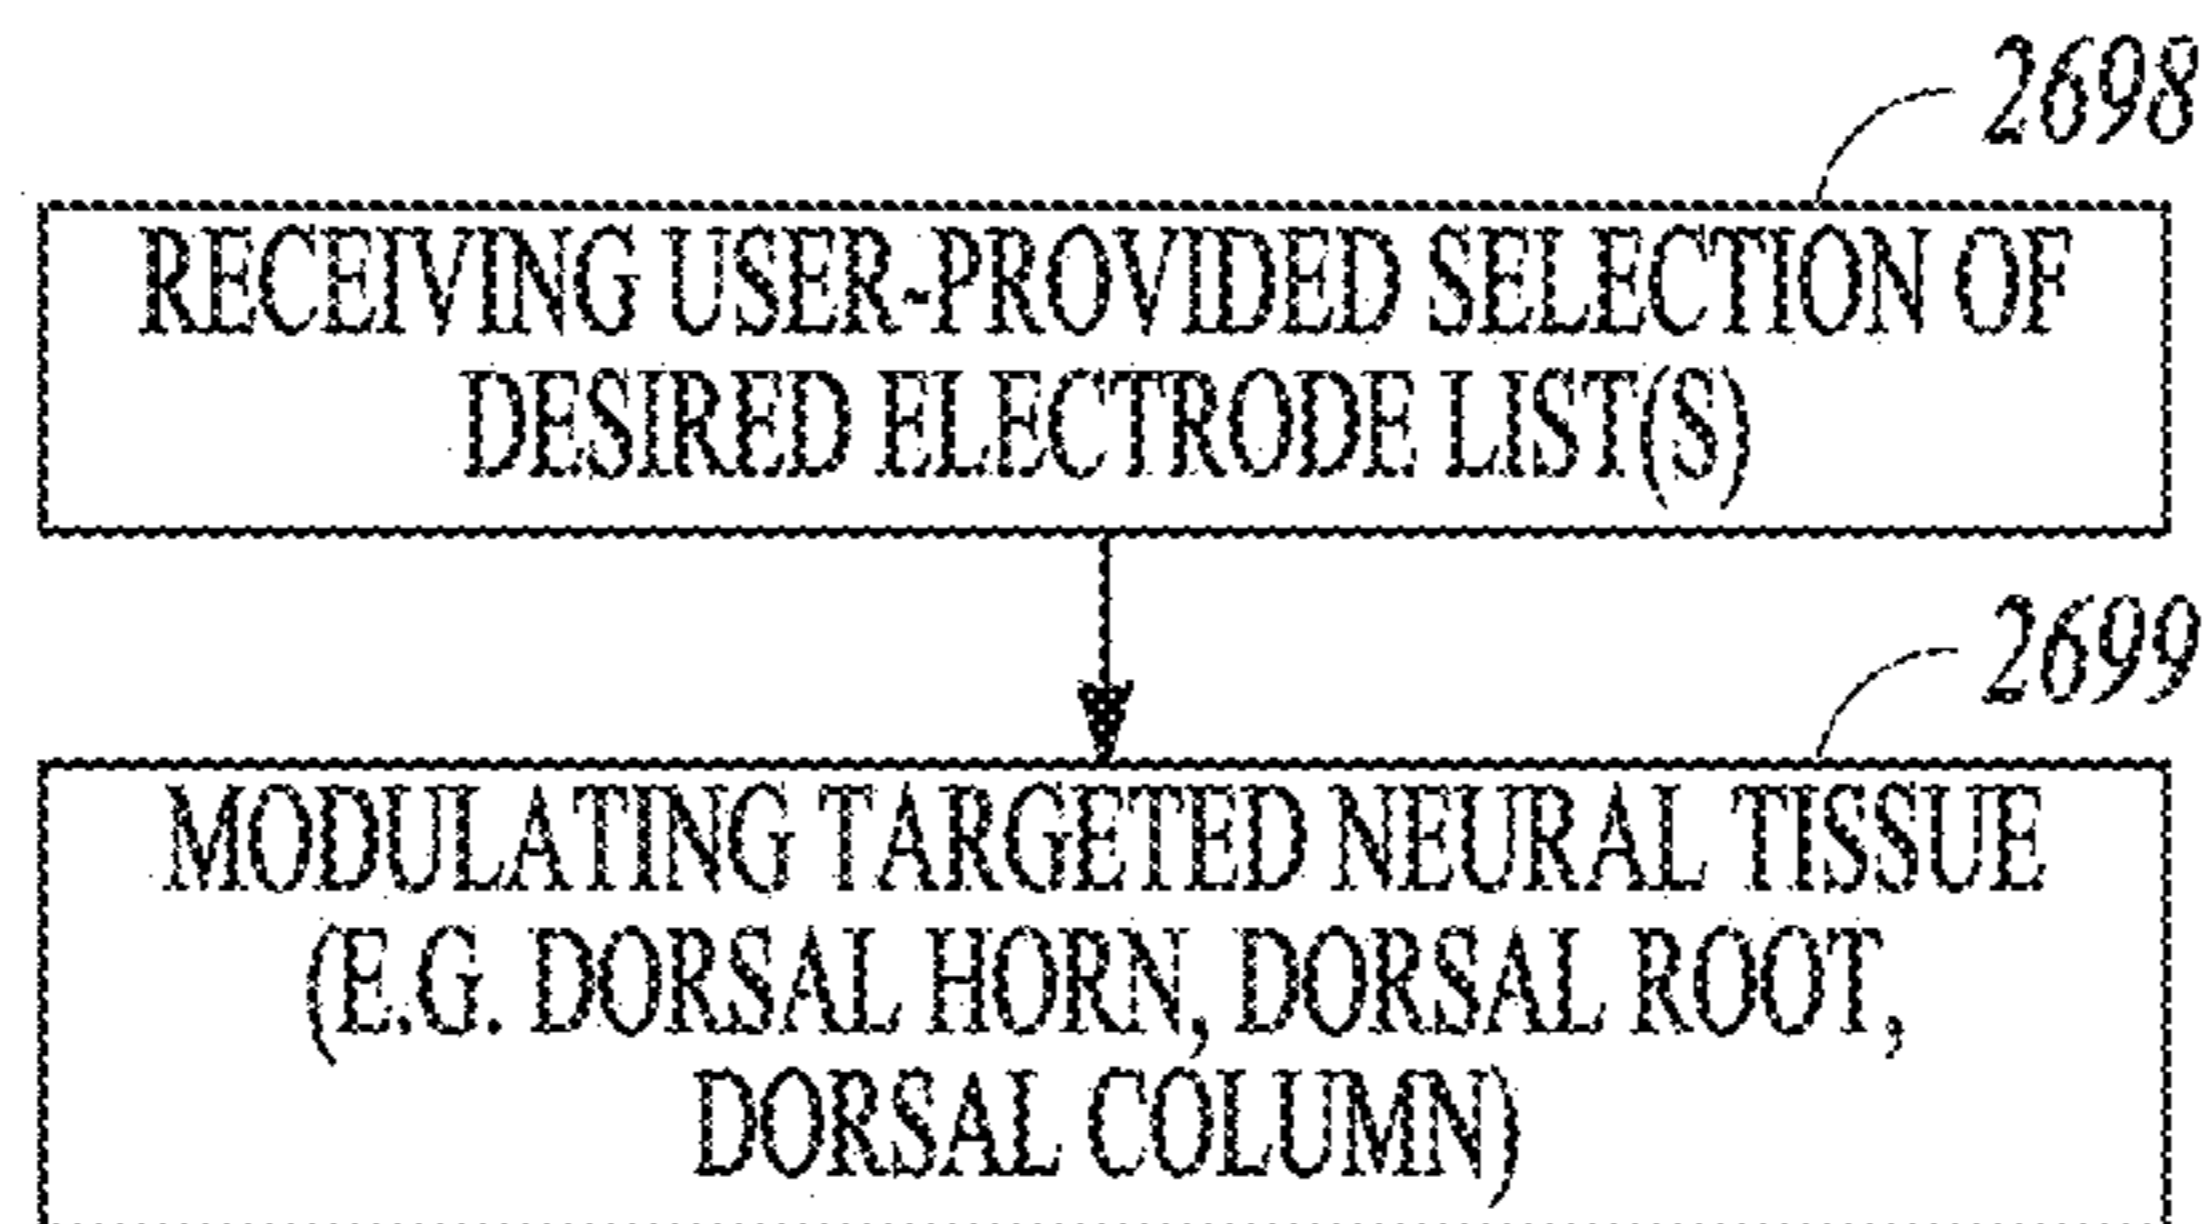 2698
RECEIVING USER-PROVIDED SELECTION OF
DESIRED ELECTRODE LIST(S)
2699
MODULATING TARGETED NEURAL TISSUE
(E.G. DORSAL HORN, DORSAL ROOT,
DORSAL COLUMN)